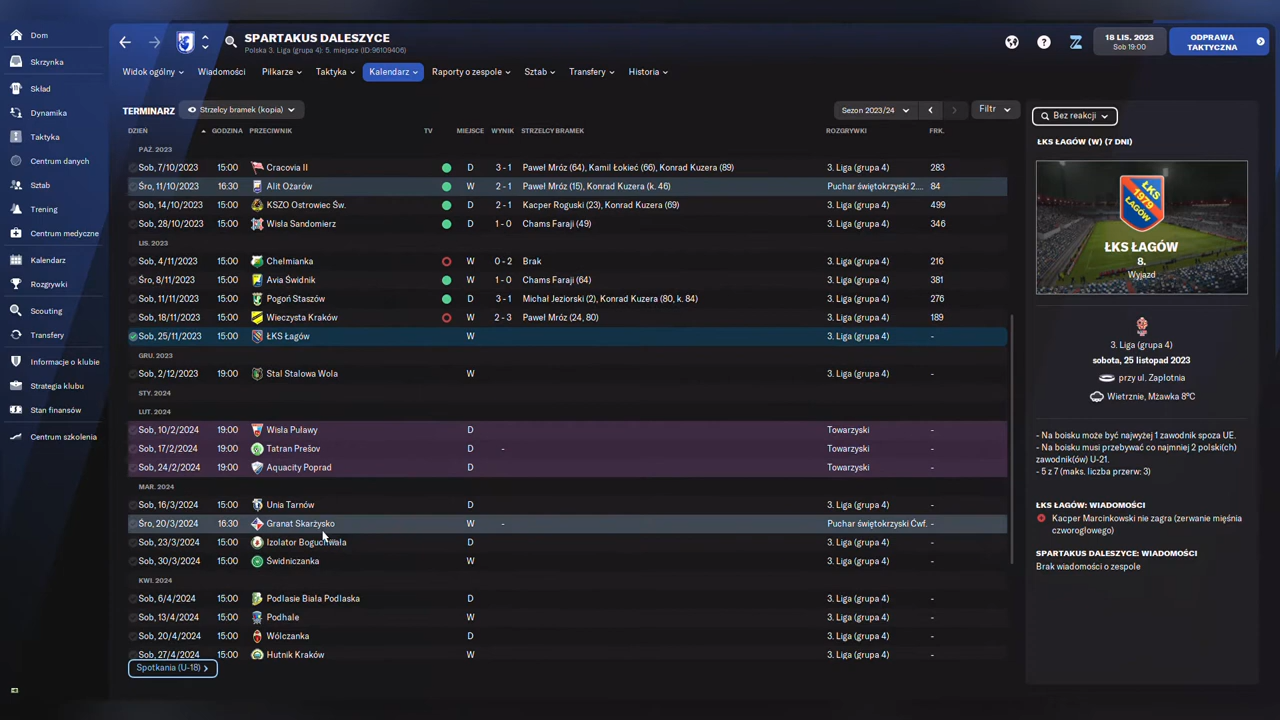 Dom
Skrzynka
Skład
Dynamika
Taktyka
Centrum danych
Sztab
Trening
Centrum medyczne
Kalendarz
Rozgrywki
Scouting
Transfery
Informacje o klubie
Strategia klubu
Stan finansów
Centrum szkolenia
SPARTAKUS DALESZYCE
Polska 3. Liga (grupa 4): 5. miejsce (ID:96109406)
18 LIS. 2023
Sob 19:00
ODPRAWA
TAKTYCZNA
Widok ogólny Wiadomości Piłkarze Taktyka Kalendarz Raporty o zespole Sztab Transfery Historia
TERMINARZ Strzelcy bramek (kopia) Sezon 2023/24 Filtr
DZIEŃ GODZINA PRZECIWNIK TV MIEJSCE WYNIK STRZELCY BRAMEK ROZGRYWKI FRK.
PAŹ. 2023
Sob, 7/10/2023 15:00 Cracovia II D 3 - 1 Paweł Mróz (64), Kamil Łokieć (66), Konrad Kuzera (89) 3. Liga (grupa 4) 283
Śro, 11/10/2023 16:30 Alit Ożarów W 2 - 1 Paweł Mróz (15), Konrad Kuzera (k. 46) Puchar świętokrzyski 2.... 84
Sob, 14/10/2023 15:00 KSZO Ostrowiec Św. D 2 - 1 Kacper Roguski (23), Konrad Kuzera (69) 3. Liga (grupa 4) 499
Sob, 28/10/2023 15:00 Wisła Sandomierz D 1 - 0 Chams Faraji (49) 3. Liga (grupa 4) 346
LIS. 2023
Sob, 4/11/2023 15:00 Chełmianka W 0 - 2 Brak 3. Liga (grupa 4) 216
Śro, 8/11/2023 15:00 Avia Świdnik W 1 - 0 Chams Faraji (64) 3. Liga (grupa 4) 381
Sob, 11/11/2023 15:00 Pogoń Staszów D 3 - 1 Michał Jeziorski (2), Konrad Kuzera (80, k. 84) 3. Liga (grupa 4) 276
Sob, 18/11/2023 15:00 Wieczysta Kraków W 2 - 3 Paweł Mróz (24, 80) 3. Liga (grupa 4) 189
Sob, 25/11/2023 15:00 ŁKS Łagów W 3. Liga (grupa 4) -
GRU. 2023
Sob, 2/12/2023 19:00 Stal Stalowa Wola W 3. Liga (grupa 4) -
STY. 2024
LUT. 2024
Sob, 10/2/2024 19:00 Wisła Puławy D Towarzyski -
Sob, 17/2/2024 19:00 Tatran Prešov D - Towarzyski -
Sob, 24/2/2024 19:00 Aquacity Poprad D Towarzyski -
MAR. 2024
Sob, 16/3/2024 15:00 Unia Tarnów D 3. Liga (grupa 4) -
Śro, 20/3/2024 16:30 Granat Skarżysko W - Puchar świętokrzyski Ćwf. -
Sob, 23/3/2024 15:00 Izolator Boguchwała D 3. Liga (grupa 4) -
Sob, 30/3/2024 15:00 Świdniczanka W 3. Liga (grupa 4) -
KWI. 2024
Sob, 6/4/2024 15:00 Podlasie Biała Podlaska D 3. Liga (grupa 4) -
Sob, 13/4/2024 15:00 Podhale W 3. Liga (grupa 4) -
Sob, 20/4/2024 15:00 Wólczanka D 3. Liga (grupa 4) -
Sob, 27/4/2024 15:00 Hutnik Kraków W 3. Liga (grupa 4) -
Spotkania (U-18)
Bez reakcji
ŁKS ŁAGÓW (W) (7 DNI)
ŁKS
1979
ŁAGÓW
ŁKS ŁAGÓW
8.
Wyjazd
3. Liga (grupa 4)
sobota, 25 listopad 2023
przy ul. Zapłotnia
Wietrznie, Mżawka 8°C
- Na boisku może być najwyżej 1 zawodnik spoza UE.
- Na boisku musi przebywać co najmniej 2 polski(ch)
zawodnik(ów) U-21.
- 5 z 7 (maks. liczba przerw: 3)
ŁKS ŁAGÓW: WIADOMOŚCI
Kacper Marcinkowski nie zagra (zerwanie mięśnia
czworogłowego)
SPARTAKUS DALESZYCE: WIADOMOŚCI
Brak wiadomości o zespole